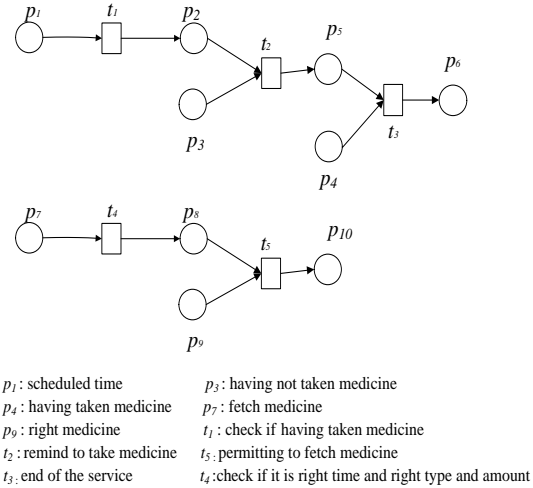 p1 t1 p2
t2 p5
p6
p3
t3
p4
p7 t4 p8
t5 p10
p9
p1 : scheduled time p3 : having not taken medicine
p4 : having taken medicine p7 : fetch medicine
p9 : right medicine t1 : check if having taken medicine
t2 : remind to take medicine t5 : permitting to fetch medicine
t3 : end of the service t4 :check if it is right time and right type and amount